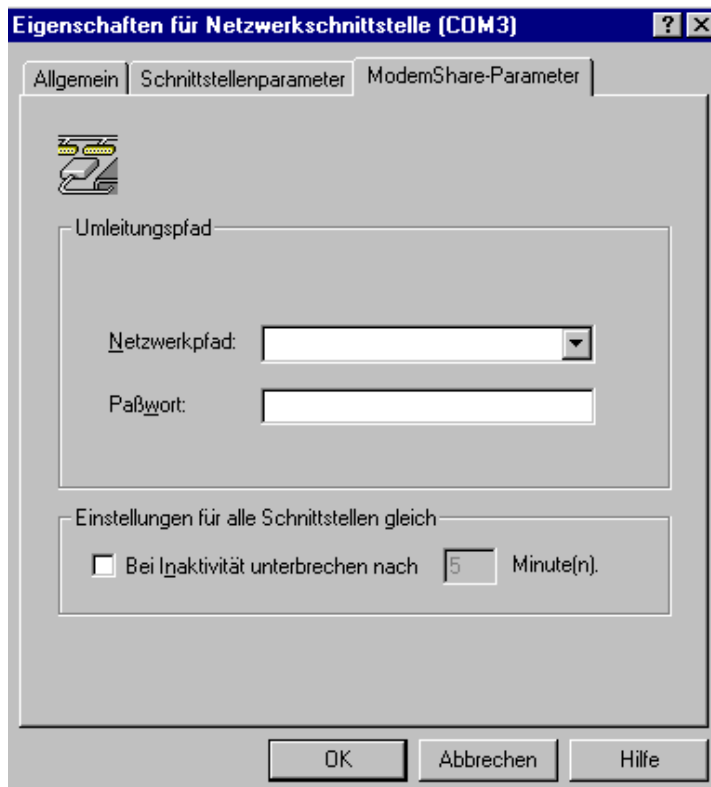 Eigenschaften für Netzwerkschnittstelle (COM3)
Allgemein Schnittstellenparameter ModemShare-Parameter
Umleitungspfad
Netzwerkpfad:
Paßwort:
Einstellungen für alle Schnittstellen gleich
Bei Inaktivität unterbrechen nach 5 Minute(n).
OK Abbrechen Hilfe